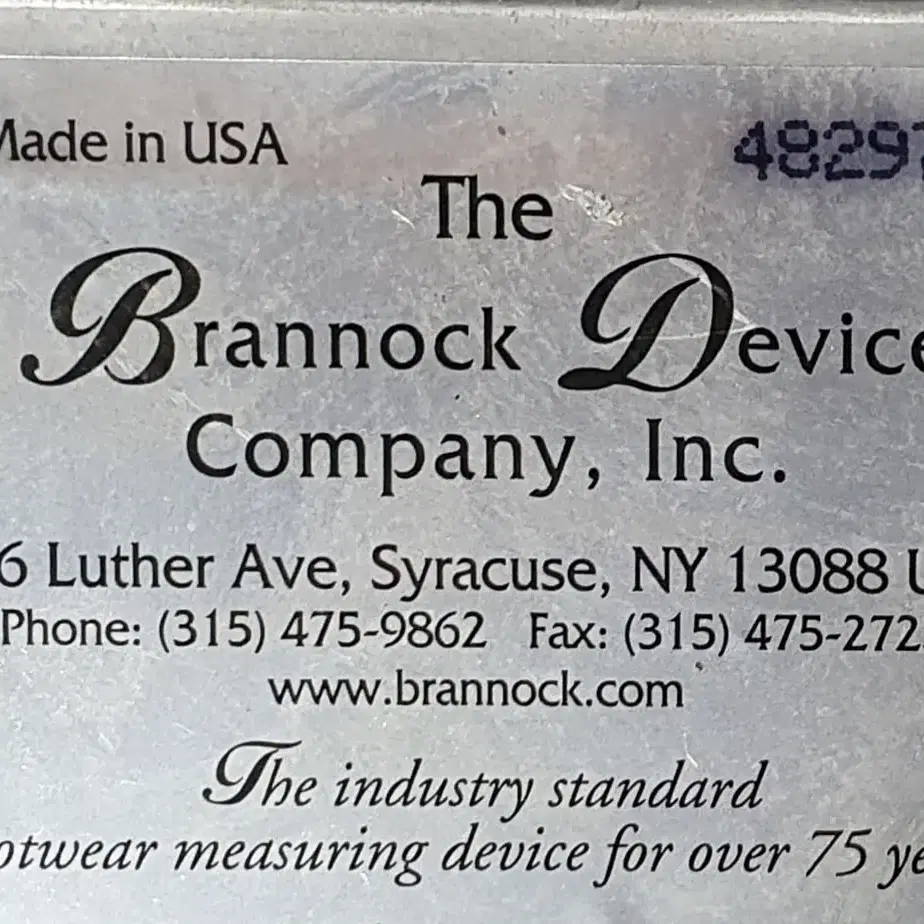 Made in USA
The
Brannock Device
Company, Inc.
6 Luther Ave, Syracuse, NY 13088
Phone: (315) 475-9862 Fax: (315) 475-272
www.brannock.com
The industry standard
otwear measuring device for over 75 ye